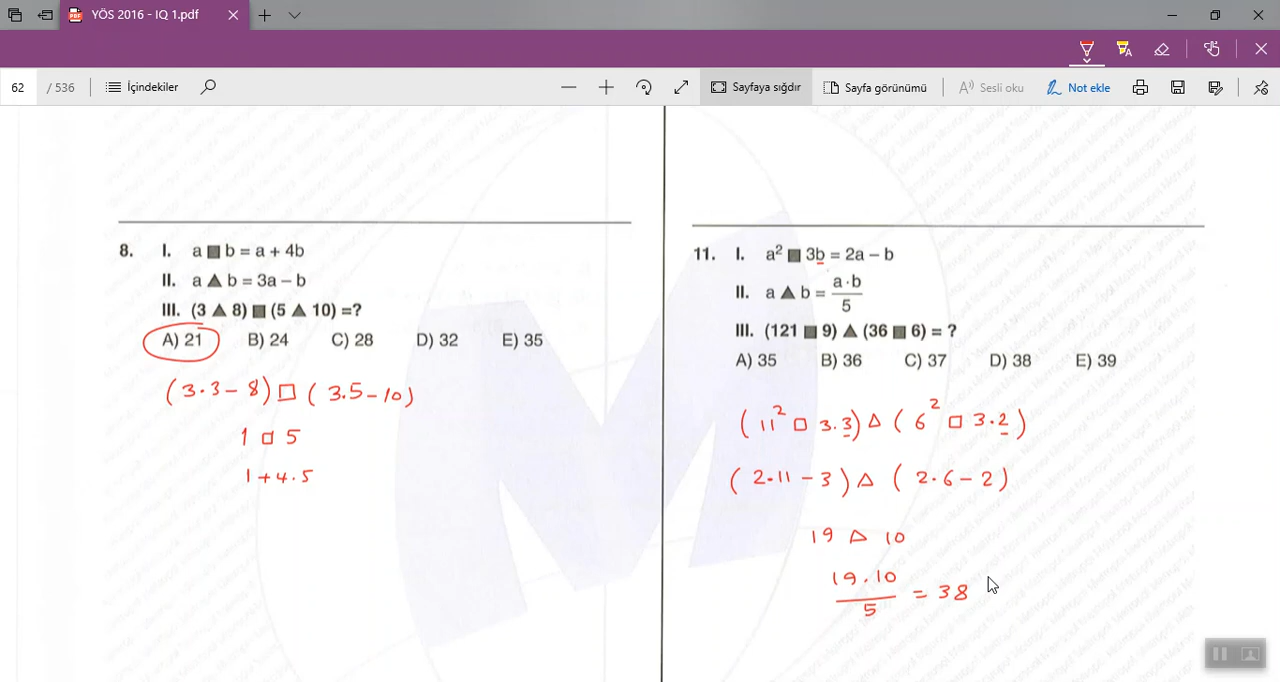 YÖS 2016 - IQ 1.pdf
62 / 536 İçindekiler Sayfaya sığdır Sayfa görünümü Sesli oku Not ekle
8. I. a ■ b = a + 4b
II. a ▲ b = 3a − b
III. (3 ▲ 8) ■ (5 ▲ 10) = ?
A) 21 B) 24 C) 28 D) 32 E) 35
(3.3 − 8) □ (3.5 − 10)
1 □ 5
1 + 4.5
11. I. a² ■ 3b = 2a − b
II. a ▲ b = a·b / 5
III. (121 ■ 9) ▲ (36 ■ 6) = ?
A) 35 B) 36 C) 37 D) 38 E) 39
(11² □ 3.3) △ (6² □ 3.2)
(2.11 − 3) △ (2.6 − 2)
19 △ 10
19.10 / 5 = 38